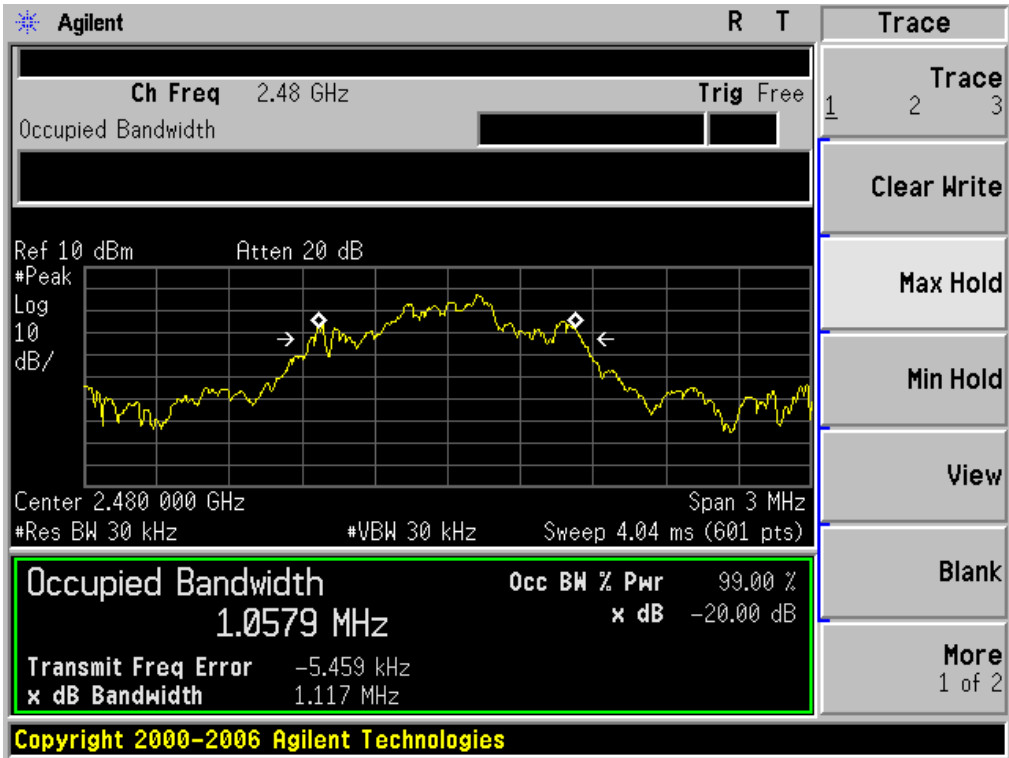 Agilent R T
Ch Freq 2.48 GHz Trig Free
Occupied Bandwidth
Ref 10 dBm Atten 20 dB
#Peak
Log
10
dB/
Center 2.480 000 GHz Span 3 MHz
#Res BW 30 kHz #VBW 30 kHz Sweep 4.04 ms (601 pts)
Occupied Bandwidth
1.0579 MHz
Occ BW % Pwr 99.00 %
x dB -20.00 dB
Transmit Freq Error -5.459 kHz
x dB Bandwidth 1.117 MHz
Copyright 2000-2006 Agilent Technologies
Trace
Trace
1 2 3
Clear Write
Max Hold
Min Hold
View
Blank
More
1 of 2